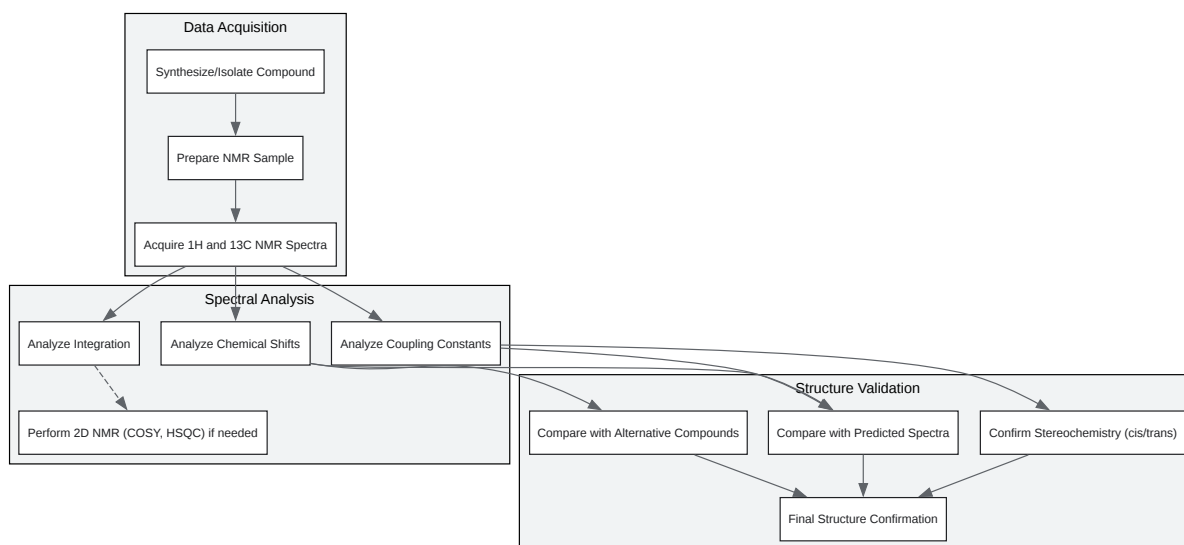 Data Acquisition
Synthesize/Isolate Compound
Prepare NMR Sample
Acquire 1H and 13C NMR Spectra
Spectral Analysis
Analyze Integration
Analyze Chemical Shifts
Analyze Coupling Constants
Perform 2D NMR (COSY, HSQC) if needed
Structure Validation
Compare with Alternative Compounds
Compare with Predicted Spectra
Confirm Stereochemistry (cis/trans)
Final Structure Confirmation